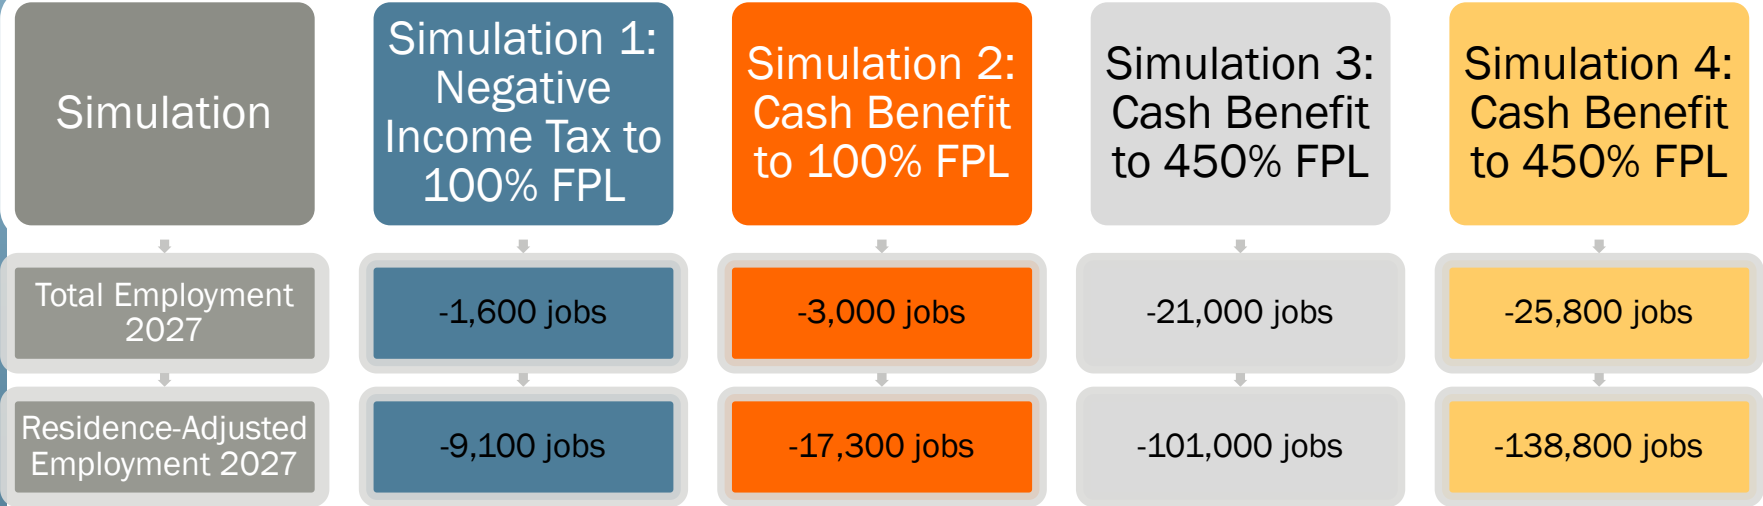 Simulation
Simulation 1:
Negative
Income Tax to
100% FPL
Simulation 2:
Cash Benefit
to 100% FPL
Simulation 3:
Cash Benefit
to 450% FPL
Simulation 4:
Cash Benefit
to 450% FPL
Total Employment
2027
-1,600 jobs
-3,000 jobs
-21,000 jobs
-25,800 jobs
Residence-Adjusted
Employment 2027
-9,100 jobs
-17,300 jobs
-101,000 jobs
-138,800 jobs